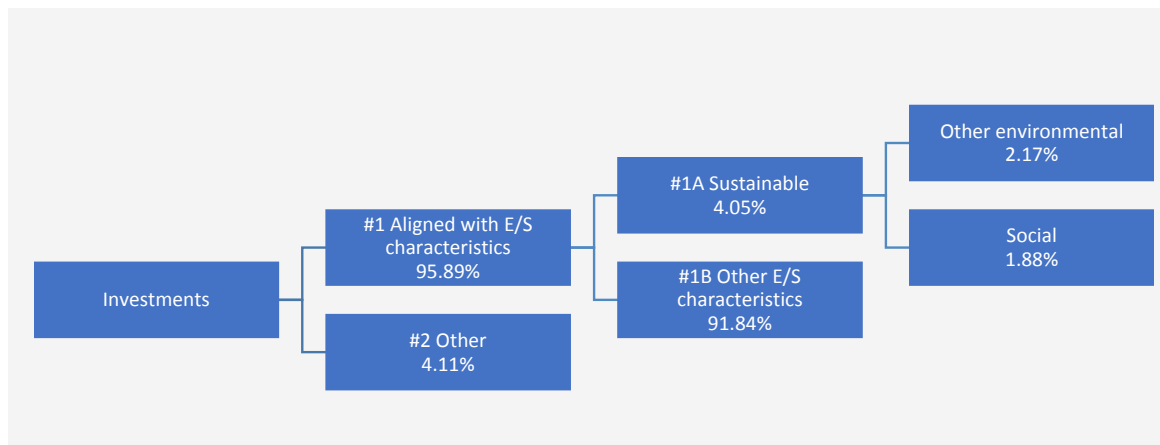 Investments
#1 Aligned with E/S
characteristics
95.89%
#2 Other
4.11%
#1A Sustainable
4.05%
#1B Other E/S
characteristics
91.84%
Other environmental
2.17%
Social
1.88%